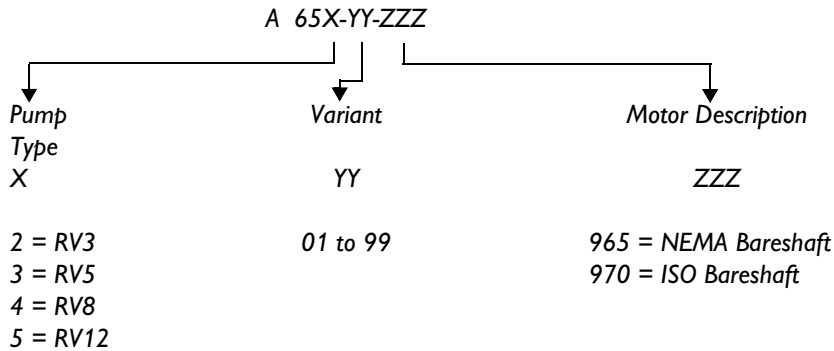 A 65X-YY-ZZZ
Pump Variant Motor Description
Type
X YY ZZZ
2 = RV3 01 to 99 965 = NEMA Bareshaft
3 = RV5 970 = ISO Bareshaft
4 = RV8
5 = RV12